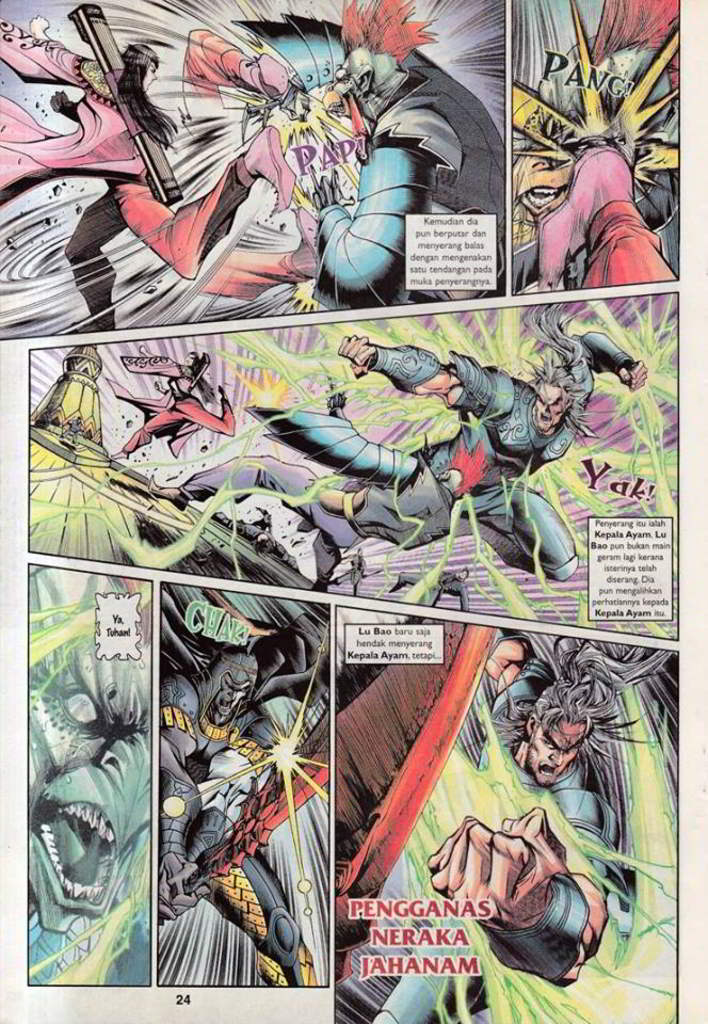 PAP!
Kemudian dia
pun berputar dan
menyerang balas
dengan mengenakan
satu tendangan pada
muka penyerangnya.
PANG!
Yak!
Penyerang itu ialah
Kepala Ayam. Lu
Bao pun bukan main
geram lagi kerana
isterinya telah
diserang. Dia
pun mengalihkan
perhatiannya kepada
Kepala Ayam itu.
Ya,
Tuhan!
CHAK!
Lu Bao baru saja
hendak menyerang
Kepala Ayam, tetapi...
PENGGANAS
NERAKA
JAHANAM
24